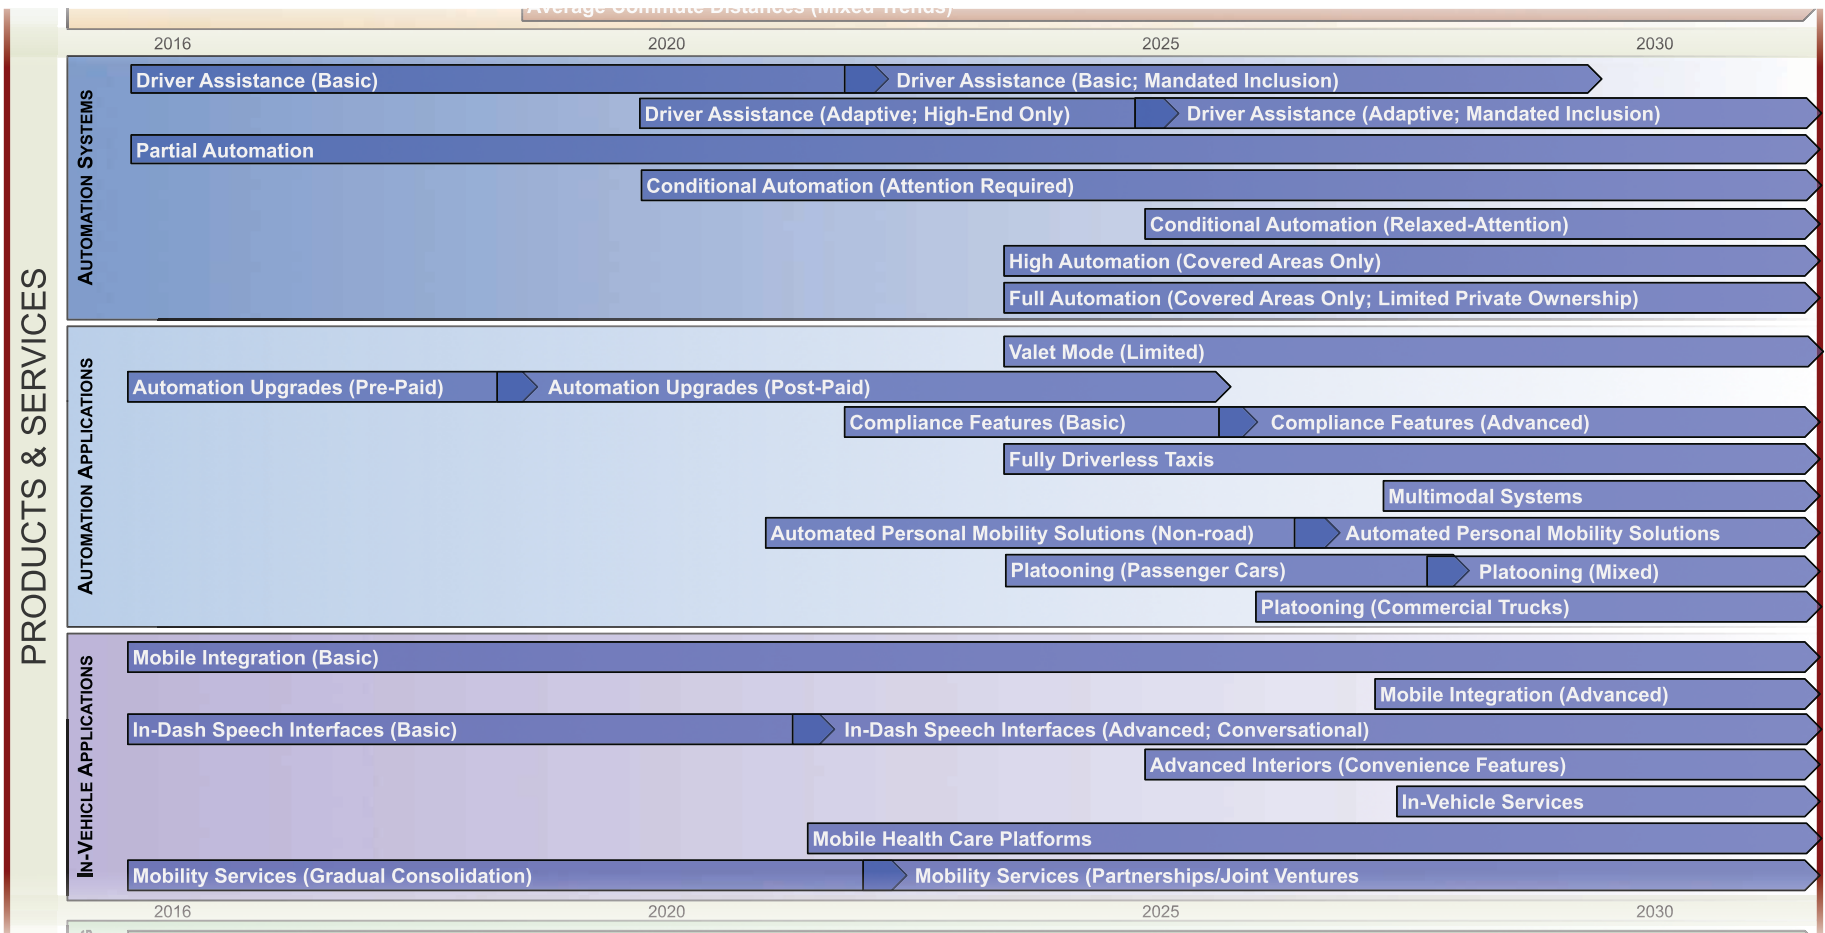 Average Commute Distances (Mixed Trends)
2016 2020 2025 2030
PRODUCTS & SERVICES
AUTOMATION SYSTEMS
Driver Assistance (Basic) Driver Assistance (Basic; Mandated Inclusion)
Driver Assistance (Adaptive; High-End Only) Driver Assistance (Adaptive; Mandated Inclusion)
Partial Automation
Conditional Automation (Attention Required)
Conditional Automation (Relaxed-Attention)
High Automation (Covered Areas Only)
Full Automation (Covered Areas Only; Limited Private Ownership)
AUTOMATION APPLICATIONS
Valet Mode (Limited)
Automation Upgrades (Pre-Paid) Automation Upgrades (Post-Paid)
Compliance Features (Basic) Compliance Features (Advanced)
Fully Driverless Taxis
Multimodal Systems
Automated Personal Mobility Solutions (Non-road) Automated Personal Mobility Solutions
Platooning (Passenger Cars) Platooning (Mixed)
Platooning (Commercial Trucks)
IN-VEHICLE APPLICATIONS
Mobile Integration (Basic)
Mobile Integration (Advanced)
In-Dash Speech Interfaces (Basic) In-Dash Speech Interfaces (Advanced; Conversational)
Advanced Interiors (Convenience Features)
In-Vehicle Services
Mobile Health Care Platforms
Mobility Services (Gradual Consolidation) Mobility Services (Partnerships/Joint Ventures
2016 2020 2025 2030